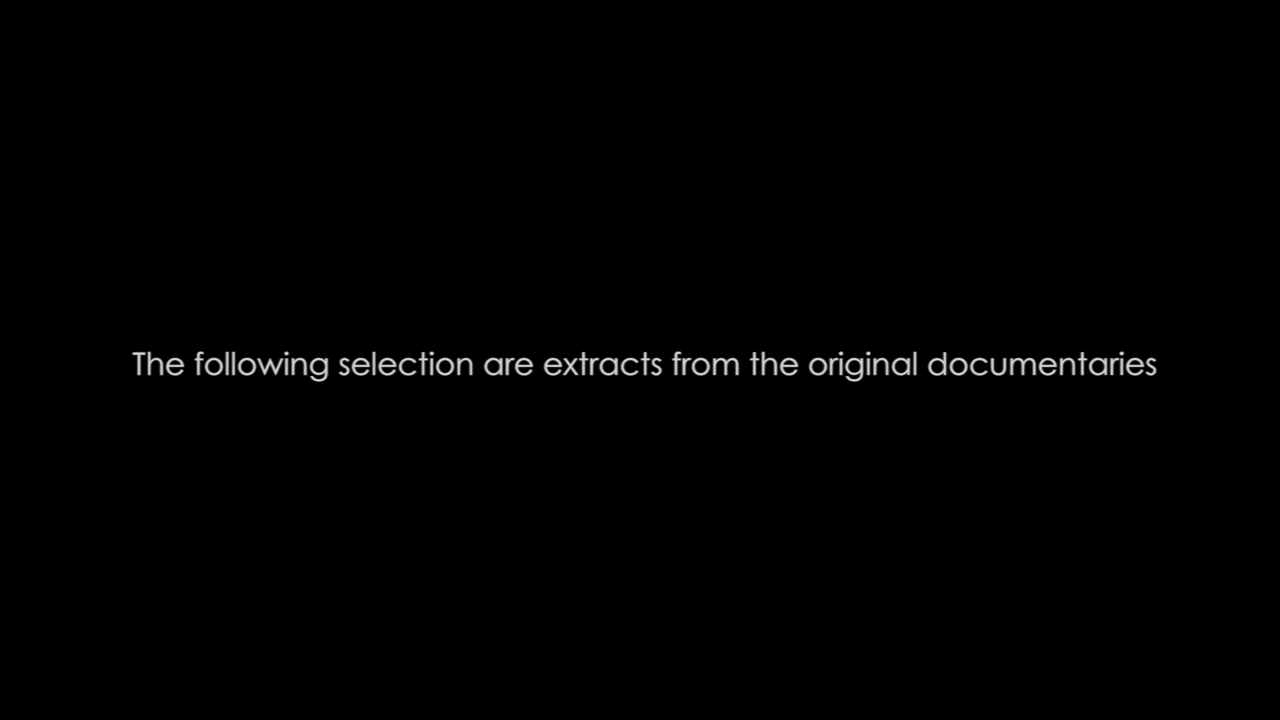 The following selection are extracts from the original documentaries